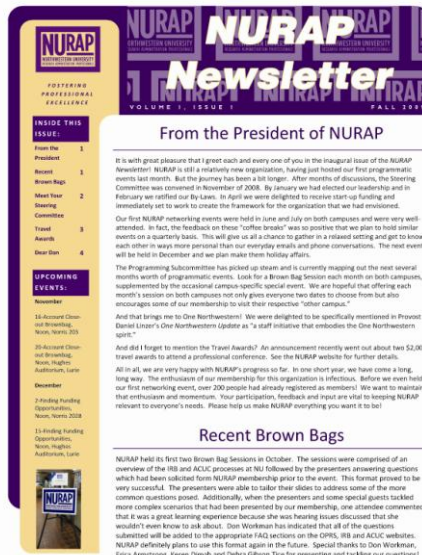 NURAP
NORTHWESTERN UNIVERSITY
RESEARCH ADMINISTRATION PROFESSIONALS
FOSTERING
PROFESSIONAL
EXCELLENCE
NURAP
Newsletter
VOLUME I, ISSUE I
FALL 2009
INSIDE THIS
ISSUE:
From the President 1
Recent Brown Bags 1
Meet Your Steering Committee 2
Travel Awards 3
Dear Dan 4
UPCOMING
EVENTS:
November
16-Account Close-
out Brownbag,
Noon, Norris 205
20-Account Close-
out Brownbag,
Noon, Hughes
Auditorium, Lurie
December
2-Finding Funding
Opportunities,
Noon, Norris 202B
15-Finding Funding
Opportunities,
Noon, Hughes
Auditorium, Lurie
NURAP
From the President of NURAP
It is with great pleasure that I greet each and every one of you in the inaugural issue of the NURAP
Newsletter! NURAP is still a relatively new organization, having just hosted our first programmatic
events last month. But the journey has been a bit longer. After months of discussions, the Steering
Committee was convened in November of 2008. By January we had elected our leadership and in
February we ratified our By-Laws. In April we were delighted to receive start-up funding and
immediately set to work to create the framework for the organization that we had envisioned.
Our first NURAP networking events were held in June and July on both campuses and were very well-
attended. In fact, the feedback on these "coffee breaks" was so positive that we plan to hold similar
events on a quarterly basis. This will give us all a chance to gather in a relaxed setting and get to know
each other in ways more personal than our everyday emails and phone conversations. The next event
will be held in December and we plan make them holiday affairs.
The Programming Subcommittee has picked up steam and is currently mapping out the next several
months worth of programmatic events. Look for a Brown Bag Session each month on both campuses,
supplemented by the occasional campus-specific special event. We are hopeful that offering each
month's session on both campuses not only gives everyone two dates to choose from but also
encourages some of our membership to visit their respective "other campus."
And that brings me to One Northwestern! We were delighted to be specifically mentioned in Provost
Daniel Linzer's One Northwestern Update as "a staff initiative that embodies the One Northwestern
spirit."
And did I forget to mention the Travel Awards? An announcement recently went out about two $2,00
travel awards to attend a professional conference. See the NURAP website for further details.
All in all, we are very happy with NURAP's progress so far. In one short year, we have come a long,
long way. The enthusiasm of our membership for this organization is infectious. Before we even held
our first networking event, over 200 people had already registered as members! We want to maintain
that enthusiasm and momentum. Your participation, feedback and input are vital to keeping NURAP
relevant to everyone's needs. Please help us make NURAP everything you want it to be!
Recent Brown Bags
NURAP held its first two Brown Bag Sessions in October. The sessions were comprised of an
overview of the IRB and ACUC processes at NU followed by the presenters answering questions
which had been solicited form NURAP membership prior to the event. This format proved to be
very successful. The presenters were able to tailor their slides to address some of the more
common questions posed. Additionally, when the presenters and some special guests tackled
more complex scenarios that had been presented by our membership, one attendee commented
that it was a great learning experience because she was hearing issues discussed that she
wouldn't even know to ask about. Don Workman has indicated that all of the questions
submitted will be added to the appropriate FAQ sections on the OPRS, IRB and ACUC websites.
NURAP definitely plans to use this format again in the future. Special thanks to Don Workman,